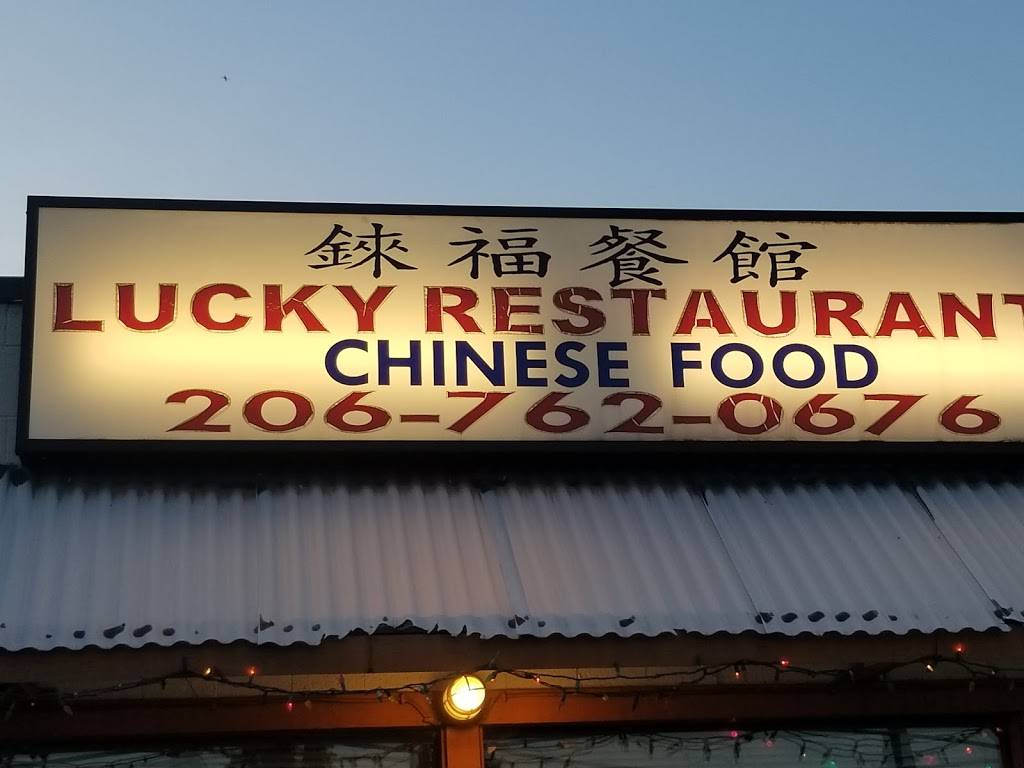 錸福餐館
LUCKY RESTAURANT
CHINESE FOOD
206-762-0676